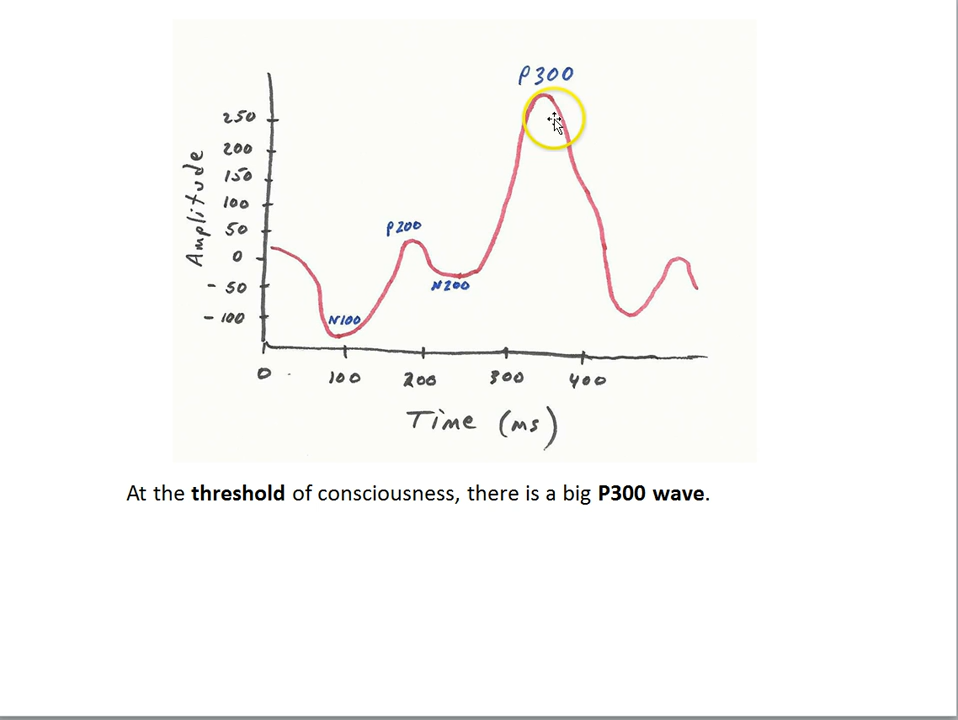 P300
250
200
150
100
50
0
- 50
- 100
Amplitude
P200
N200
N100
0
100
200
300
400
Time (ms)
At the threshold of consciousness, there is a big P300 wave.